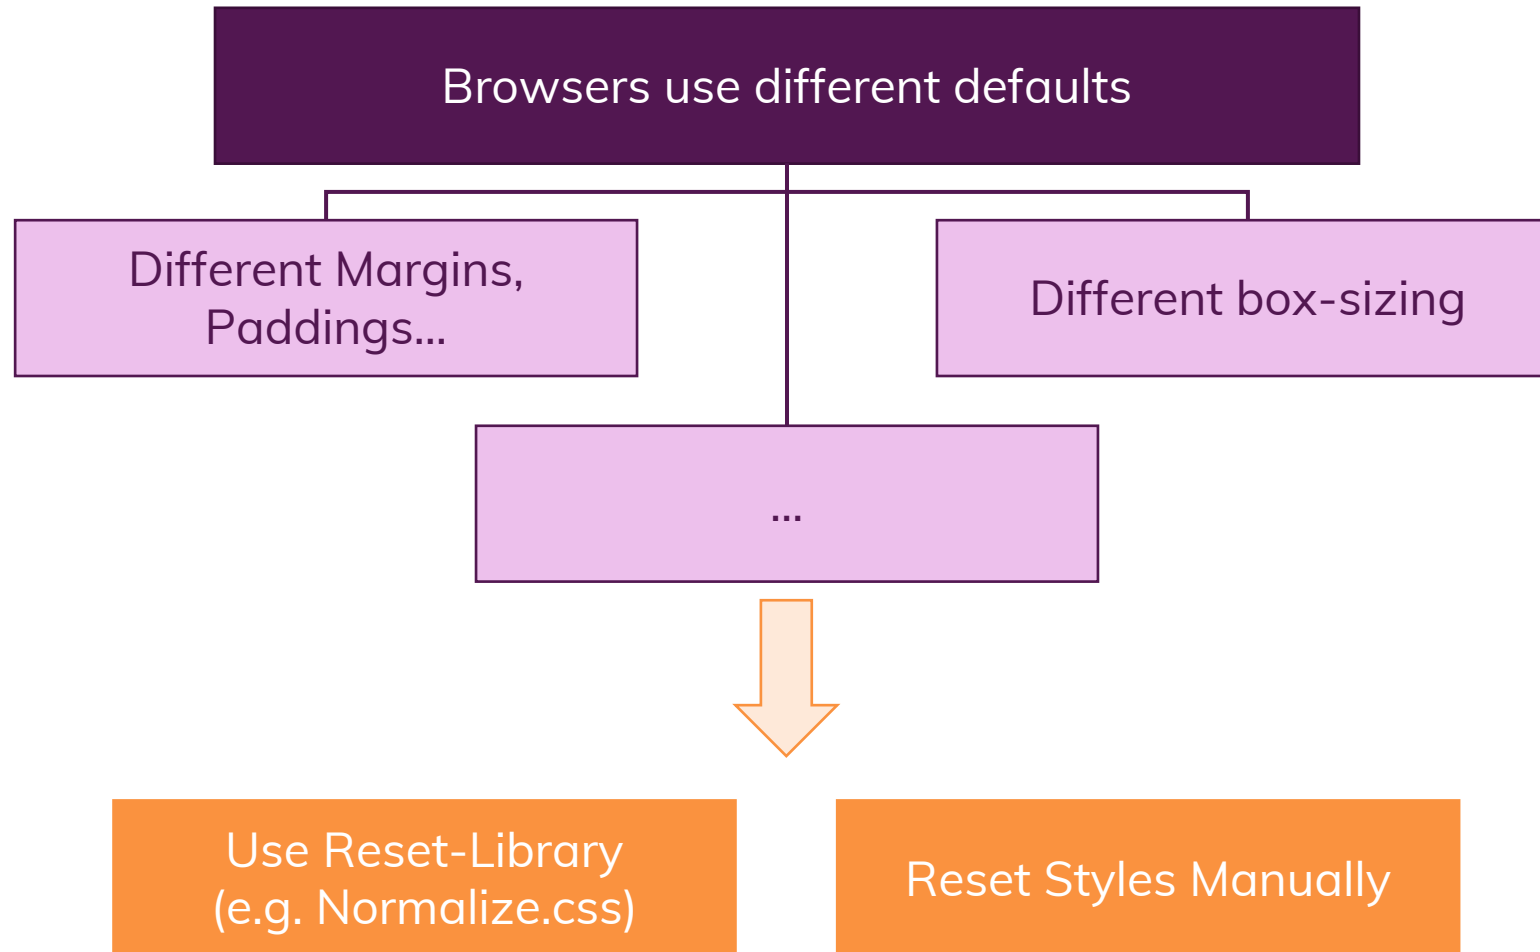 Browsers use different defaults
Different Margins,
Paddings...
Different box-sizing
...
Use Reset-Library
(e.g. Normalize.css)
Reset Styles Manually